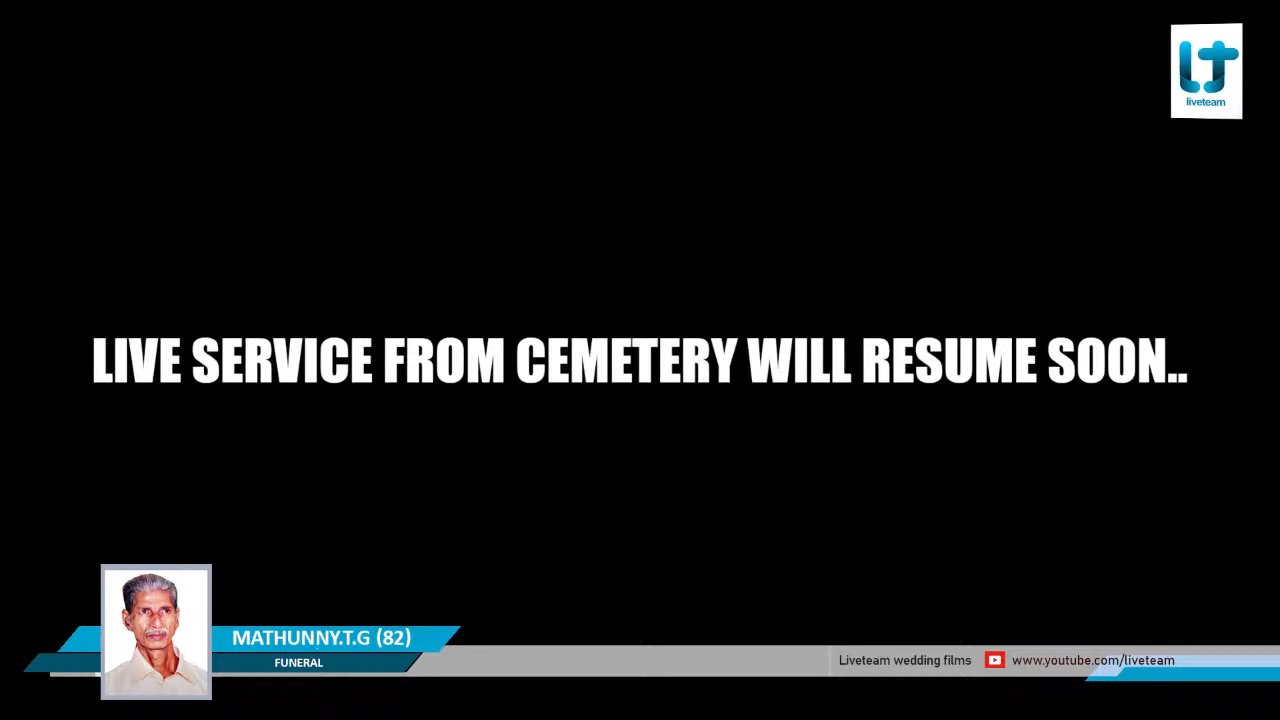 liveteam
LIVE SERVICE FROM CEMETERY WILL RESUME SOON..
MATHUNNY.T.G (82)
FUNERAL
Liveteam wedding films
www.youtube.com/liveteam